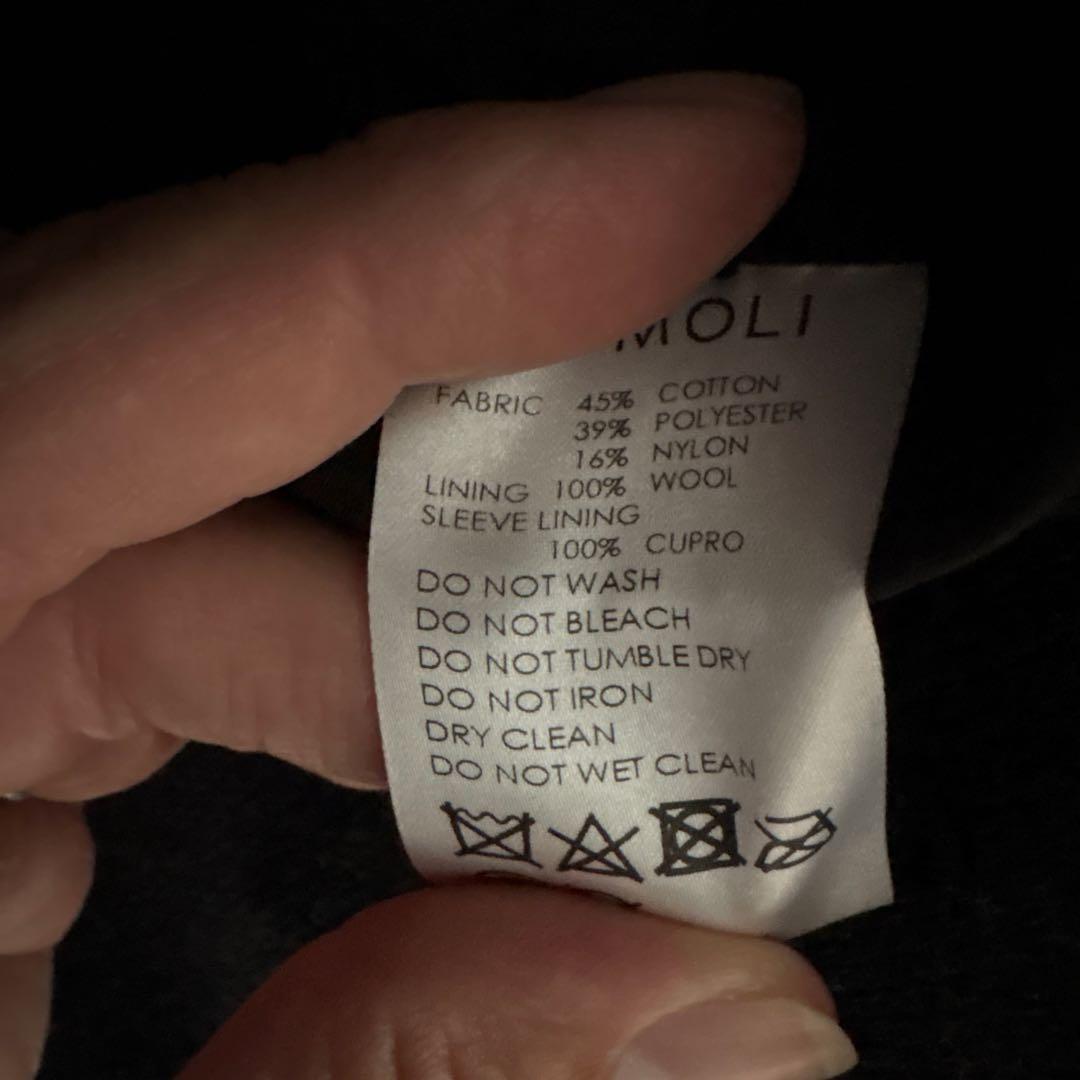 MOLI
FABRIC 45% COTTON
39% POLYESTER
16% NYLON
LINING 100% WOOL
SLEEVE LINING
100% CUPRO
DO NOT WASH
DO NOT BLEACH
DO NOT TUMBLE DRY
DO NOT IRON
DRY CLEAN
DO NOT WET CLEAN